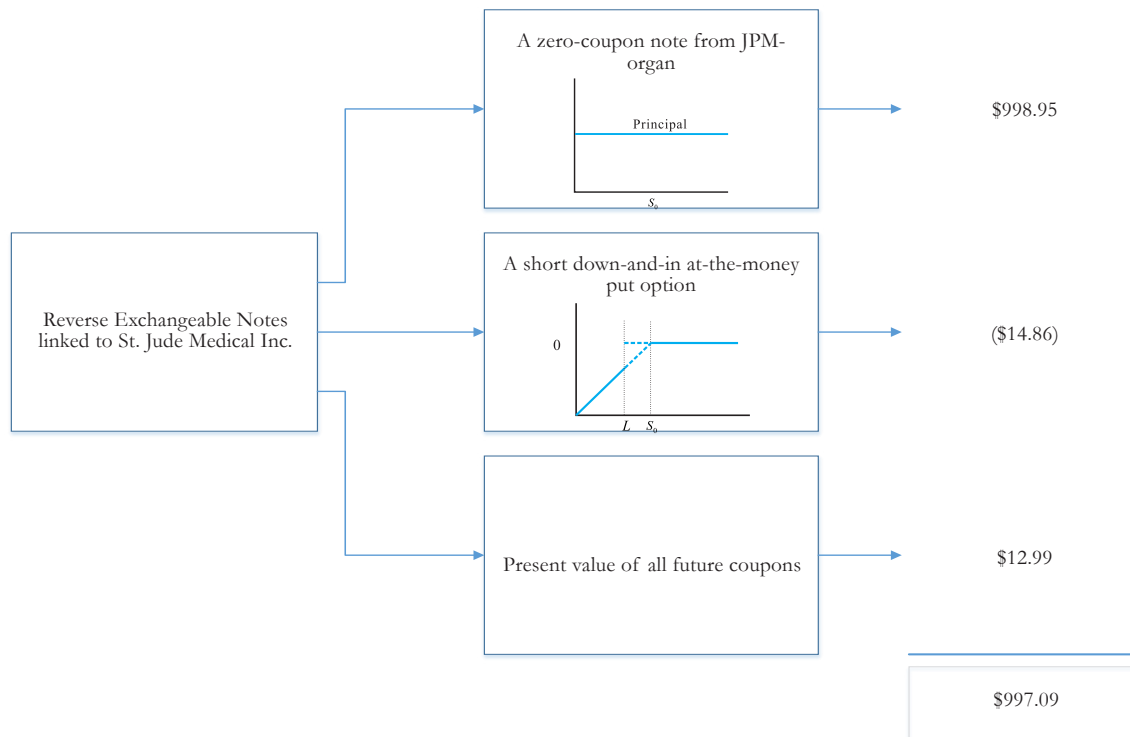 A zero-coupon note from JPM-
organ
Principal
S₀
$998.95
Reverse Exchangeable Notes
linked to St. Jude Medical Inc.
A short down-and-in at-the-money
put option
0
L S₀
($14.86)
Present value of all future coupons
$12.99
$997.09